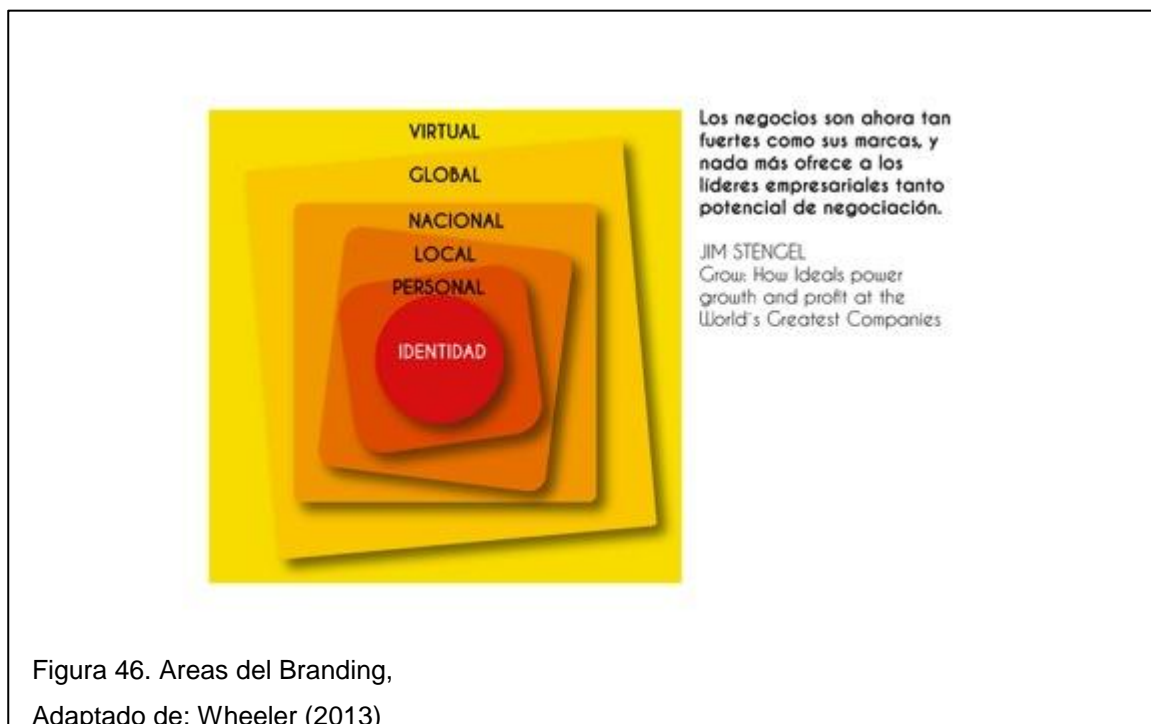 VIRTUAL
GLOBAL
NACIONAL
LOCAL
PERSONAL
IDENTIDAD
Los negocios son ahora tan
fuertes como sus marcas, y
nada más ofrece a los
líderes empresariales tanto
potencial de negociación.
JIM STENGEL
Grow: How Ideals power
growth and profit at the
World's Greatest Companies
Figura 46. Areas del Branding,
Adaptado de: Wheeler (2013)